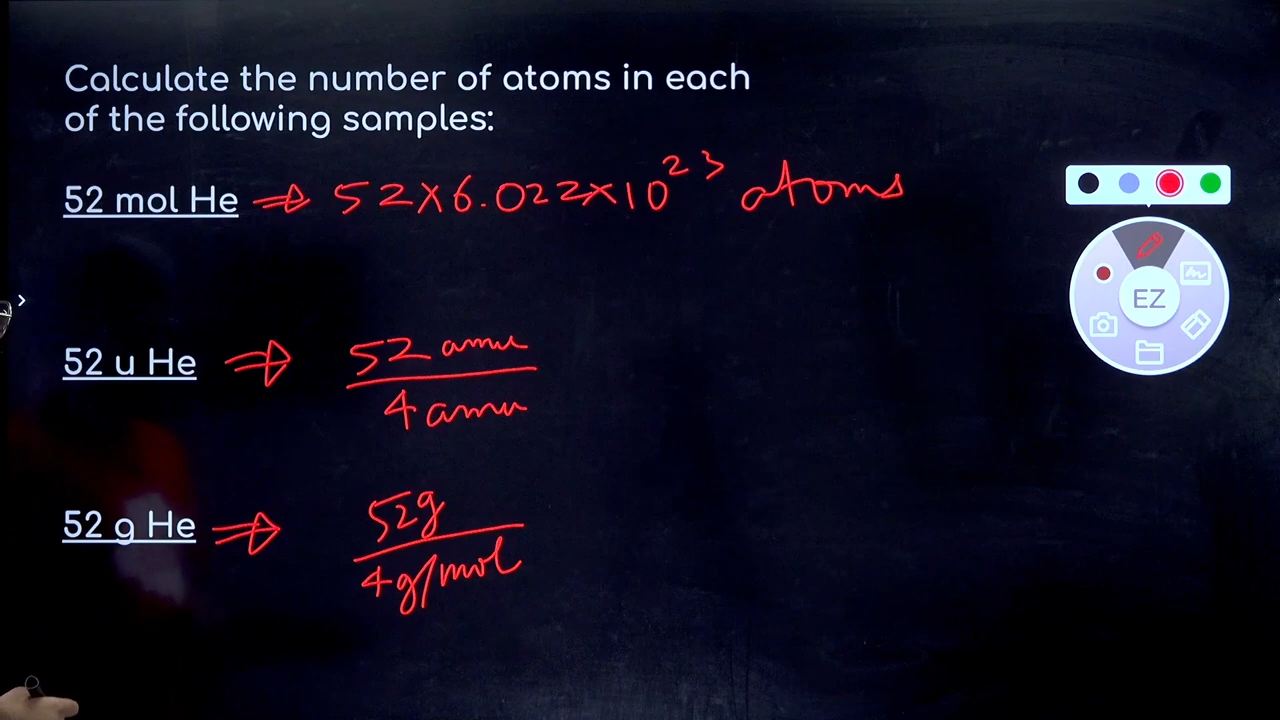 Calculate the number of atoms in each
of the following samples:
52 mol He ⇒ 52×6.022×10²³ atoms
EZ
52 u He ⇒ 52 amu
4 amu
52 g He ⇒ 52g
4g/mol